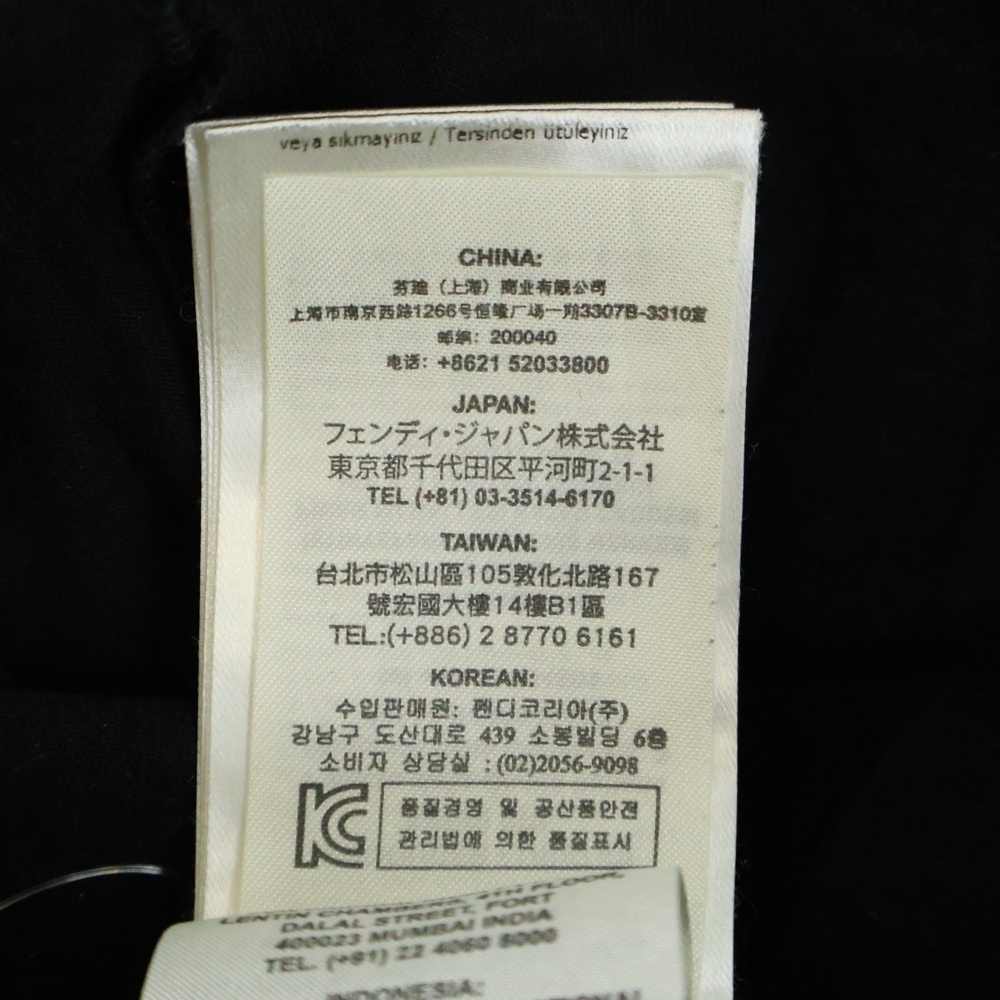 veya sıkmayınız / Tersinden ütüleyiniz
CHINA:
芬迪（上海）商业有限公司
上海市南京西路1266号恒隆广场一期3307B-3310室
邮编：200040
电话：+8621 52033800
JAPAN:
フェンディ・ジャパン株式会社
東京都千代田区平河町2-1-1
TEL (+81) 03-3514-6170
TAIWAN:
台北市松山區105敦化北路167
號宏國大樓14樓B1區
TEL.:(+886) 2 8770 6161
KOREAN:
수입판매원: 펜디코리아(주)
강남구 도산대로 439 소봉빌딩 6층
소비자 상담실 :(02)2056-9098
KC
품질경영 및 공산품안전
관리법에 의한 품질표시
LENTIN CHAMBERS, 4TH FLOOR,
DALAL STREET, FORT
400023 MUMBAI INDIA
TEL. (+91) 22 4060 8000
INDONESIA: